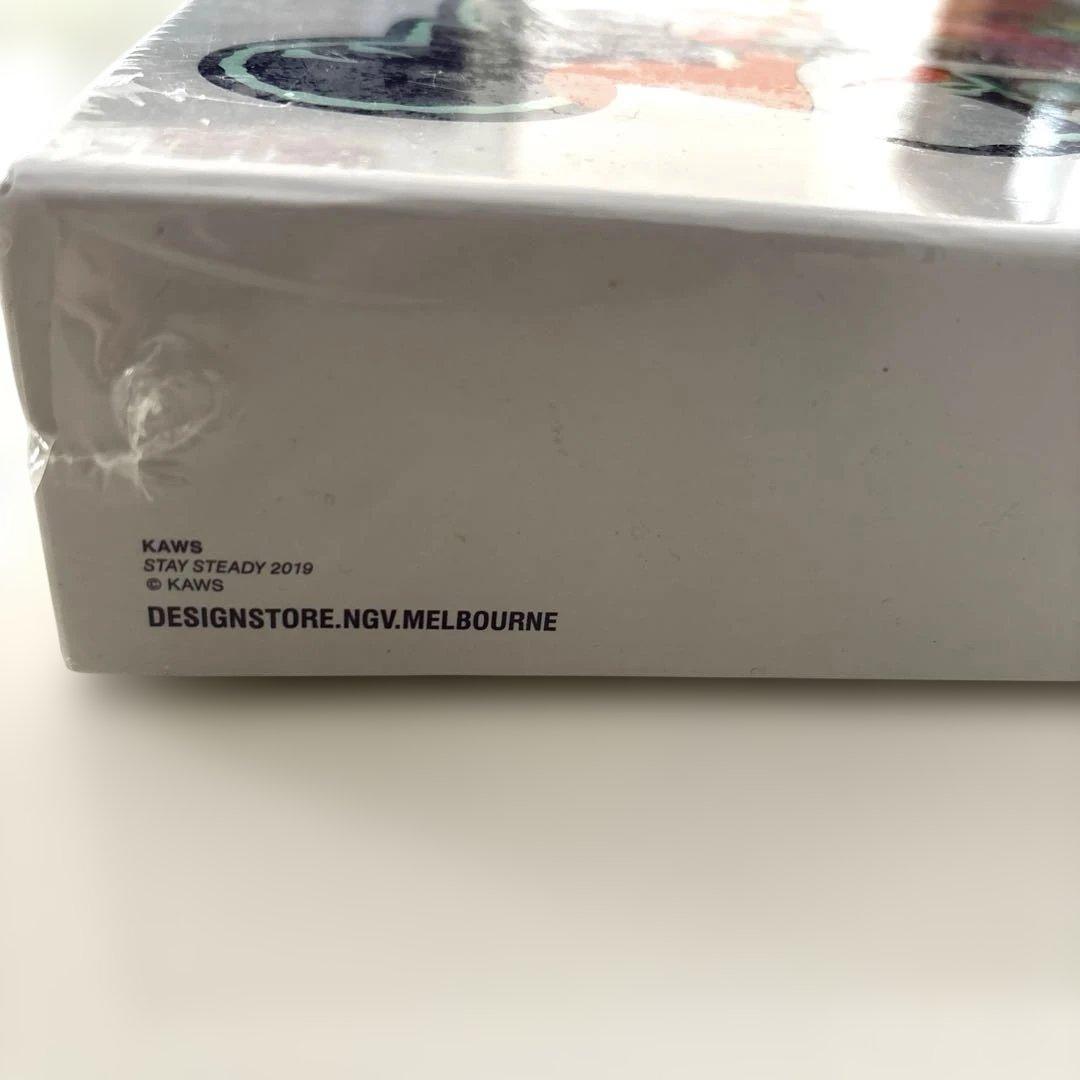 KAWS
STAY STEADY 2019
© KAWS
DESIGNSTORE.NGV.MELBOURNE